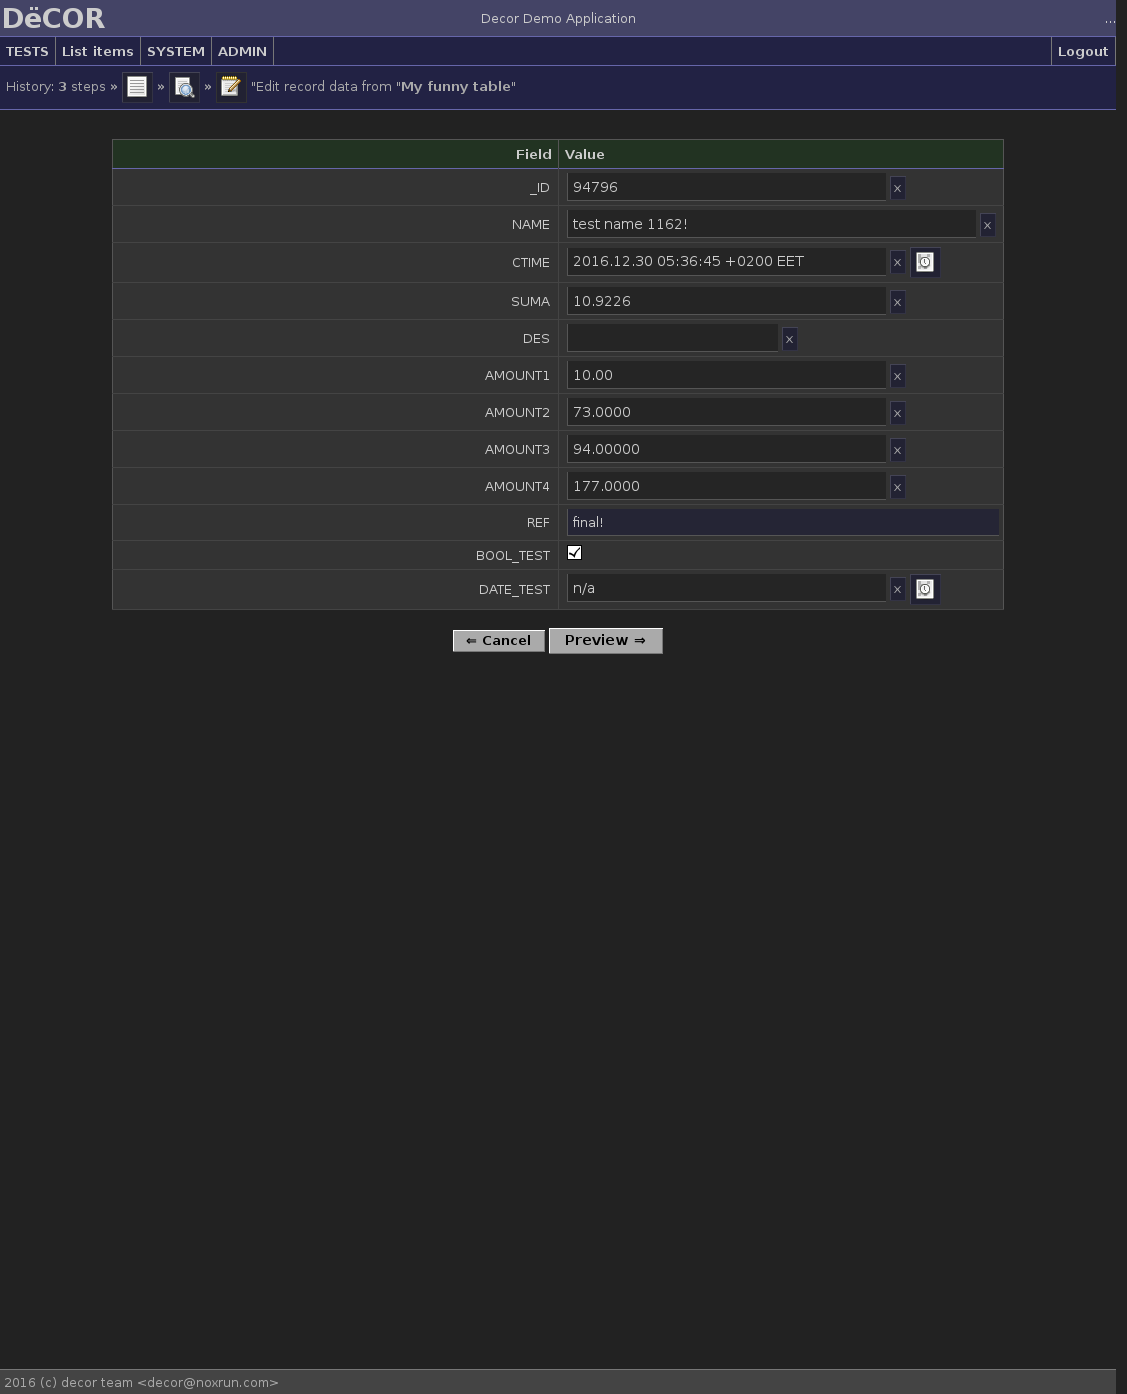 DëCOR Decor Demo Application ...
TESTS List items SYSTEM ADMIN Logout
History: 3 steps » » » "Edit record data from "My funny table"
Field Value
_ID 94796 x
NAME test name 1162! x
CTIME 2016.12.30 05:36:45 +0200 EET x
SUMA 10.9226 x
DES x
AMOUNT1 10.00 x
AMOUNT2 73.0000 x
AMOUNT3 94.00000 x
AMOUNT4 177.0000 x
REF final!
BOOL_TEST
DATE_TEST n/a x
⇐ Cancel Preview ⇒
2016 (c) decor team <decor@noxrun.com>